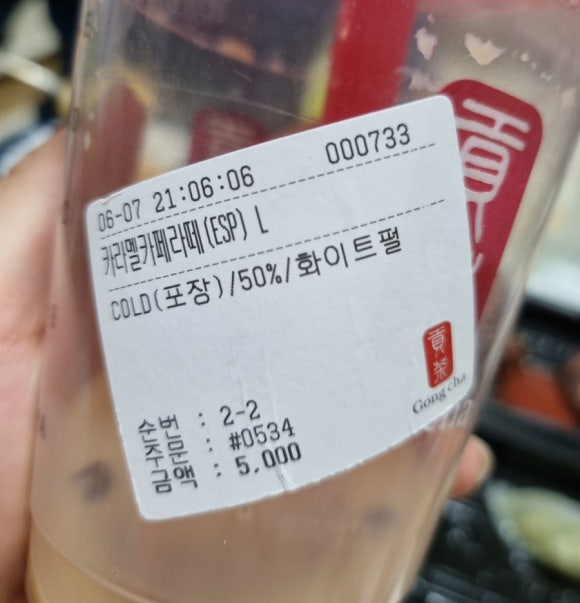 06-07 21:06:06 000733
카라멜카페라떼(ESP) L
COLD(포장)/50%/화이트펄
貢茶
Gong cha
순번 : 2-2
주문 : #0534
금액 : 5,000
貢